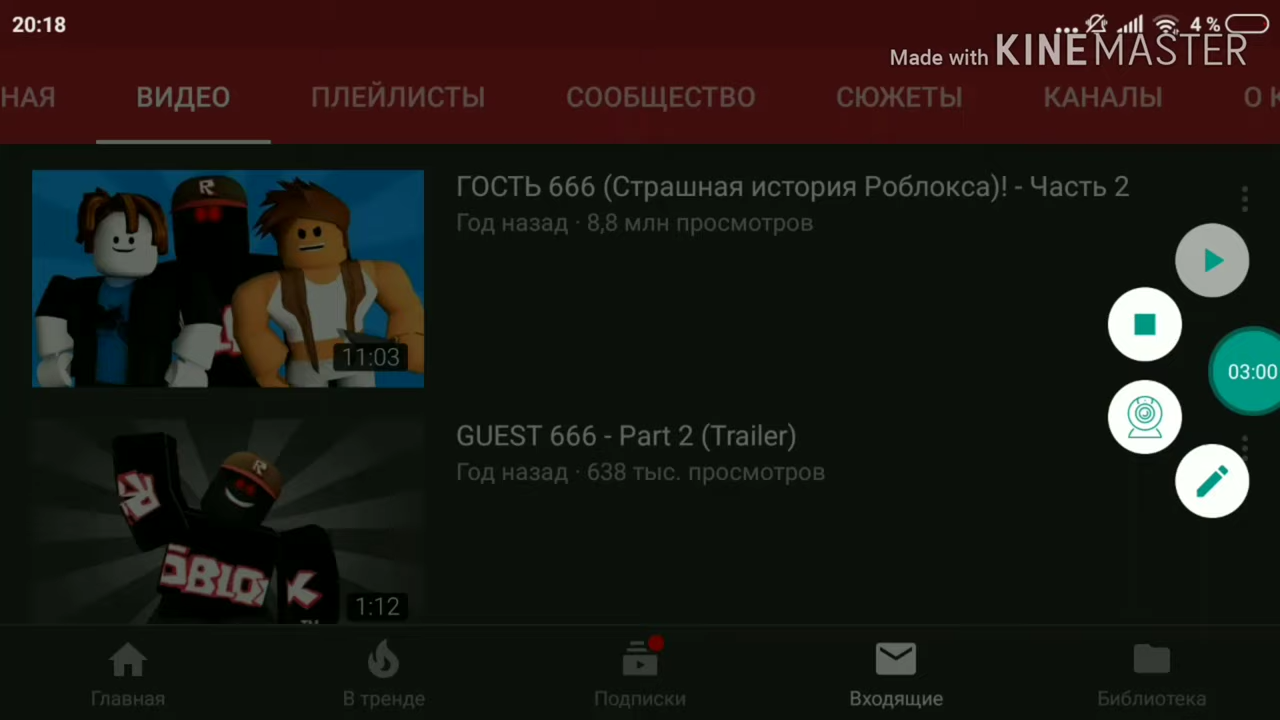 20:18
4 %
Made with KINEMASTER
НАЯ ВИДЕО ПЛЕЙЛИСТЫ СООБЩЕСТВО СЮЖЕТЫ КАНАЛЫ О К
ГОСТЬ 666 (Страшная история Роблокса)! - Часть 2
Год назад · 8,8 млн просмотров
R
11:03
03:00
GUEST 666 - Part 2 (Trailer)
Год назад · 638 тыс. просмотров
R
R
OBLOX
1:12
Главная В тренде Подписки Входящие Библиотека